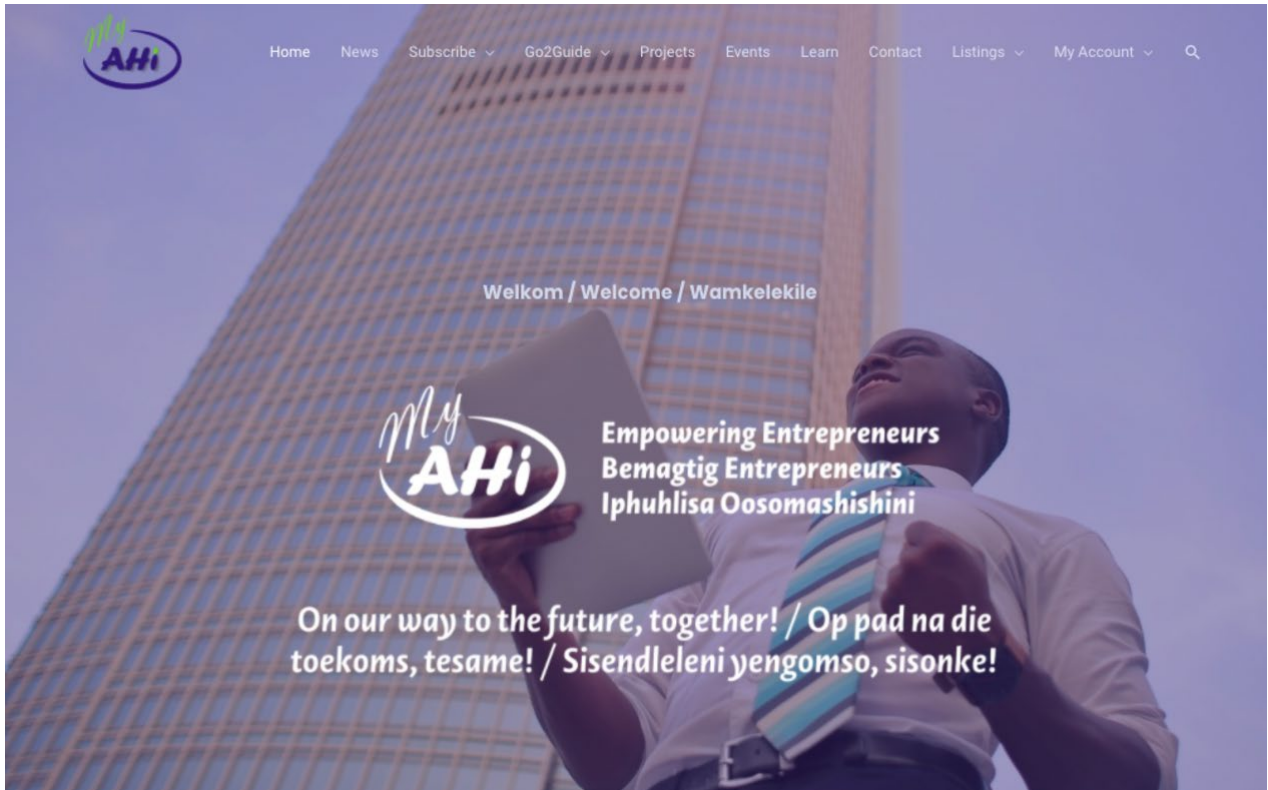 My
AHi
Home News Subscribe Go2Guide Projects Events Learn Contact Listings My Account
Welkom / Welcome / Wamkelekile
My
AHi
Empowering Entrepreneurs
Bemagtig Entrepreneurs
Iphuhlisa Oosomashishini
On our way to the future, together! / Op pad na die
toekoms, tesame! / Sisendleleni yengomso, sisonke!